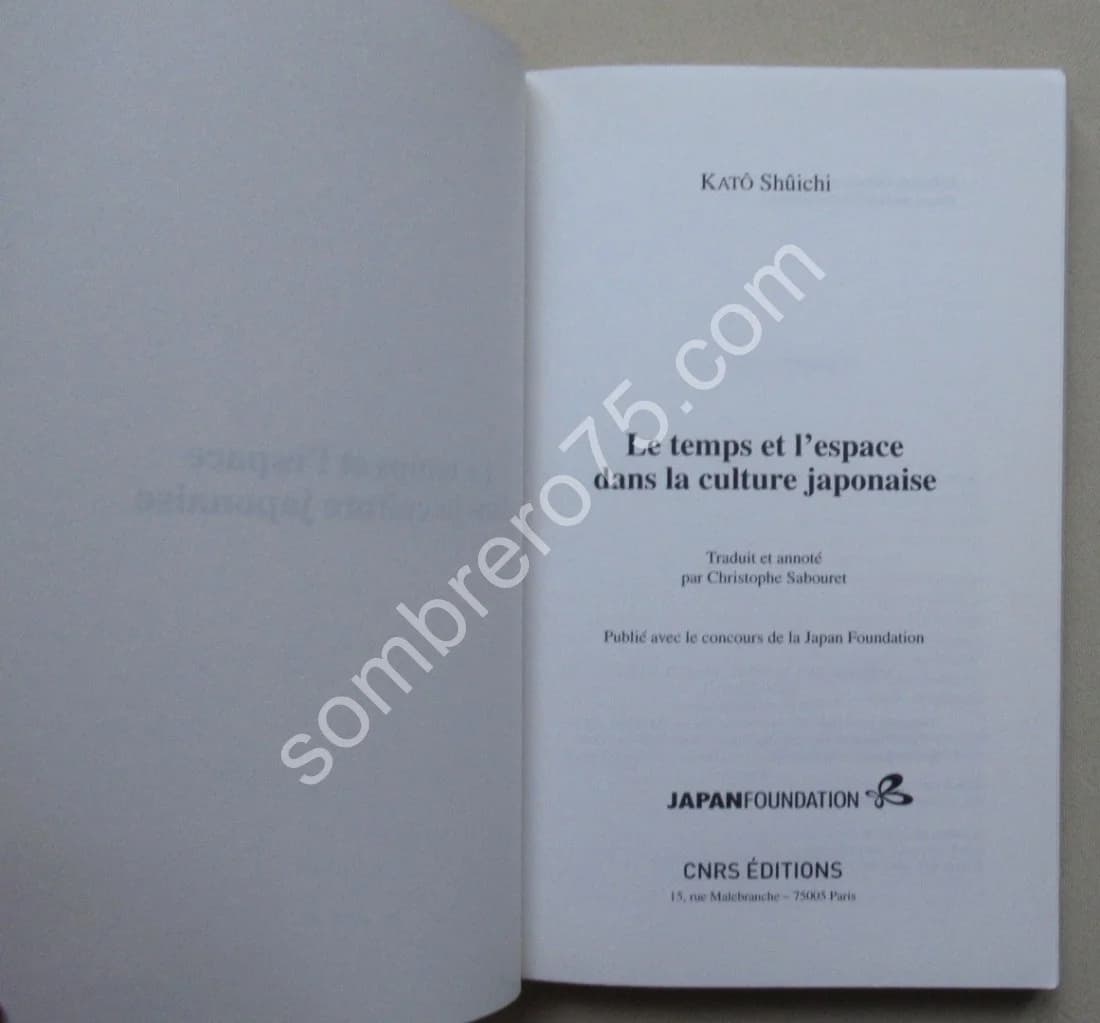 KATÔ Shûichi
Le temps et l'espace
dans la culture japonaise
Traduit et annoté
par Christophe Sabouret
Publié avec le concours de la Japan Foundation
JAPANFOUNDATION
CNRS ÉDITIONS
15, rue Malebranche – 75005 Paris
sombrero75.com